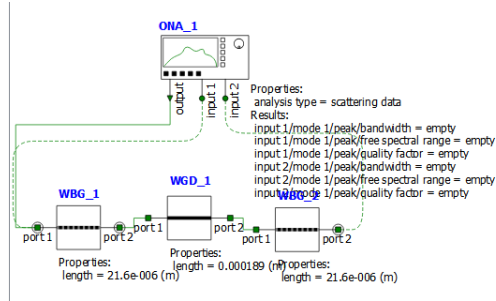 ONA_1
output
input 1
input 2
Properties:
analysis type = scattering data
Results:
input 1/mode 1/peak/bandwidth = empty
input 1/mode 1/peak/free spectral range = empty
input 1/mode 1/peak/quality factor = empty
input 2/mode 1/peak/bandwidth = empty
input 2/mode 1/peak/free spectral range = empty
input 2/mode 1/peak/quality factor = empty
WBG_1
port 1
port 2
Properties:
length = 21.6e-006 (m)
WGD_1
port 1
port 2
Properties:
length = 0.000189 (m)
WBG_2
port 1
port 2
Properties:
length = 21.6e-006 (m)